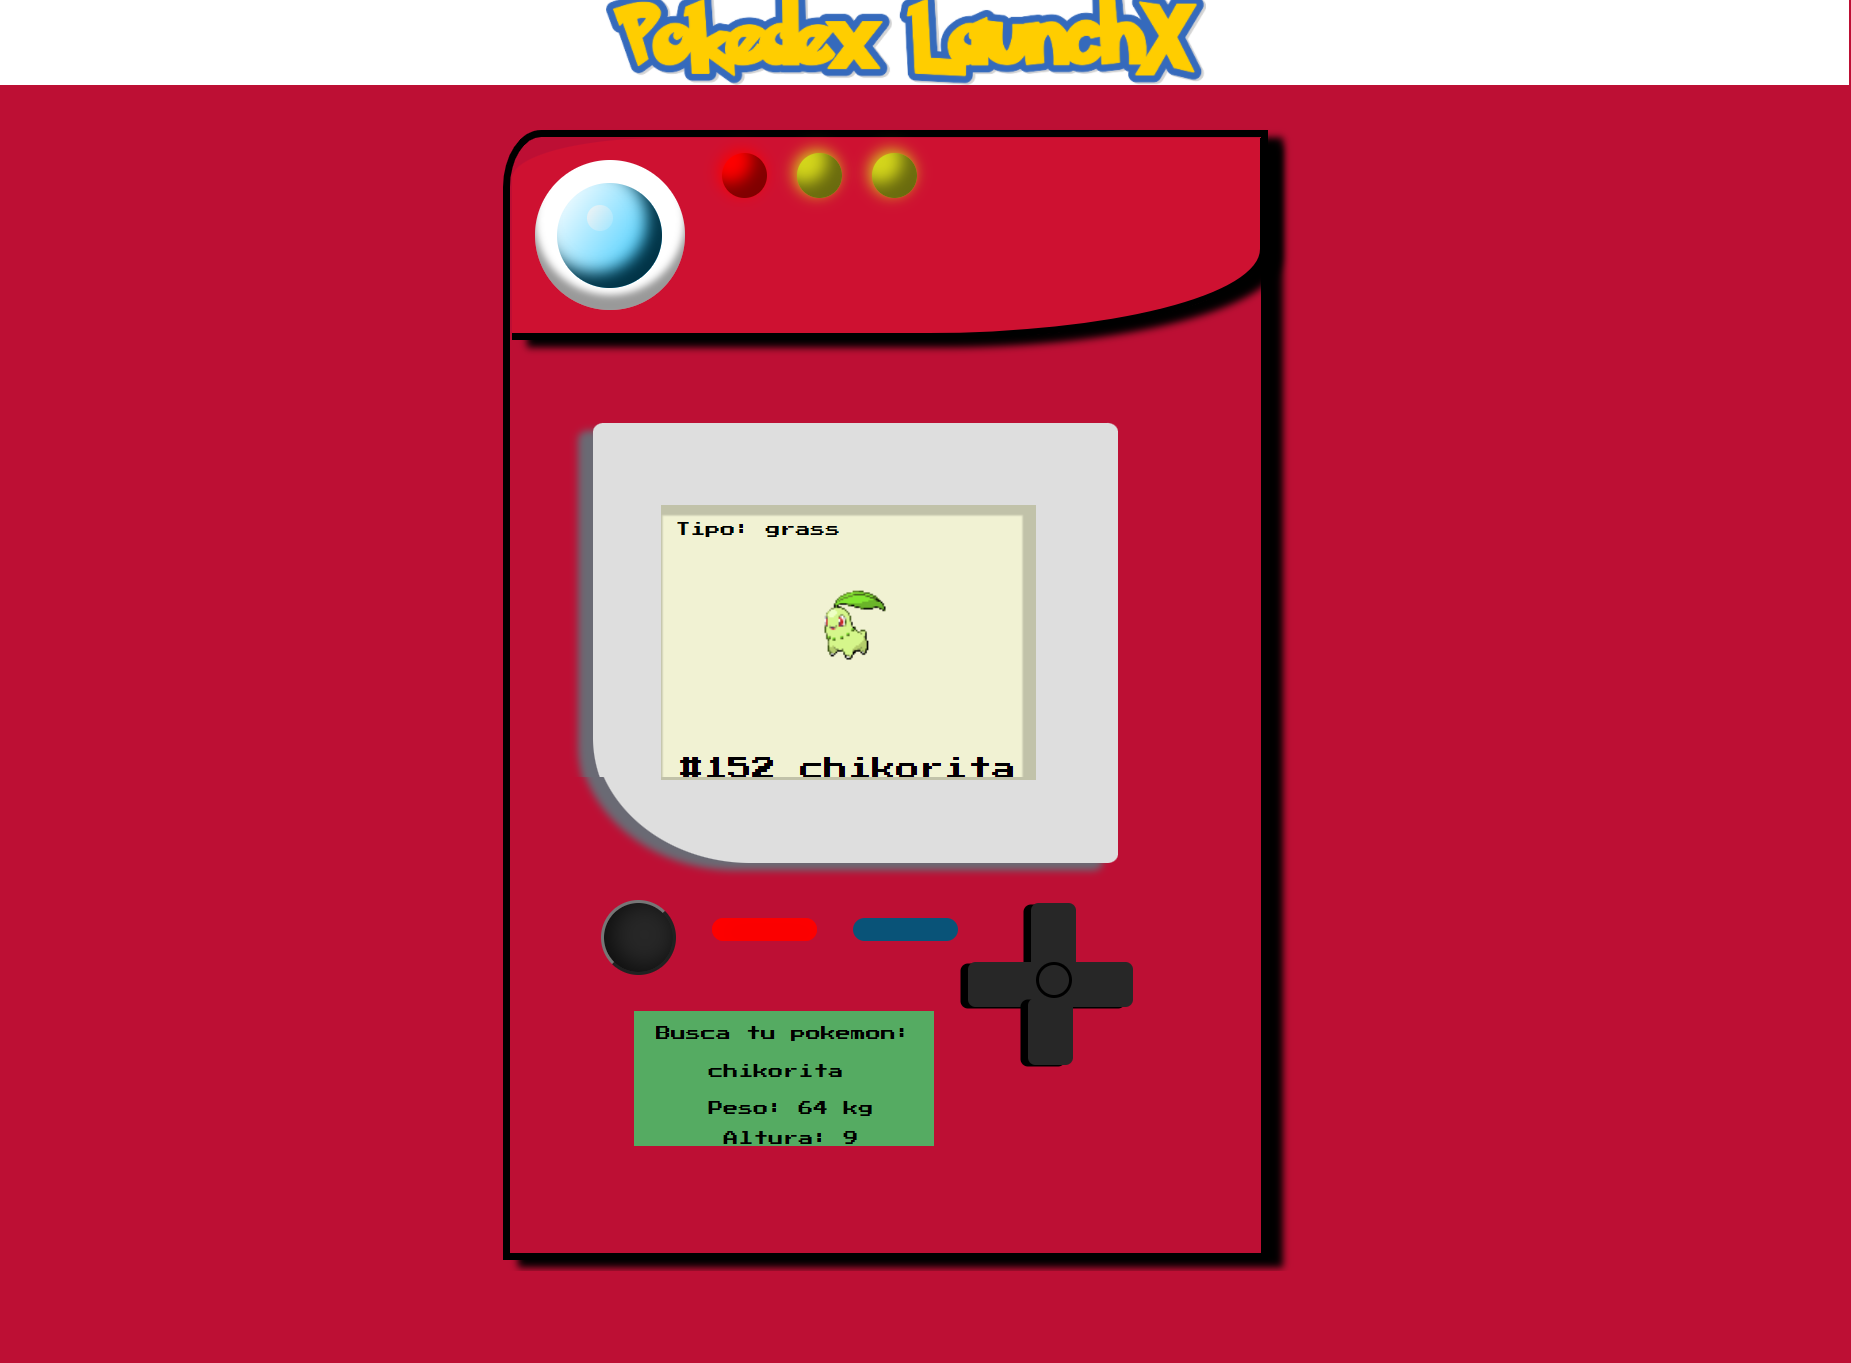 Pokedex LaunchX
Tipo: grass
#152 chikorita
Busca tu pokemon:
chikorita
Peso: 64 kg
Altura: 9